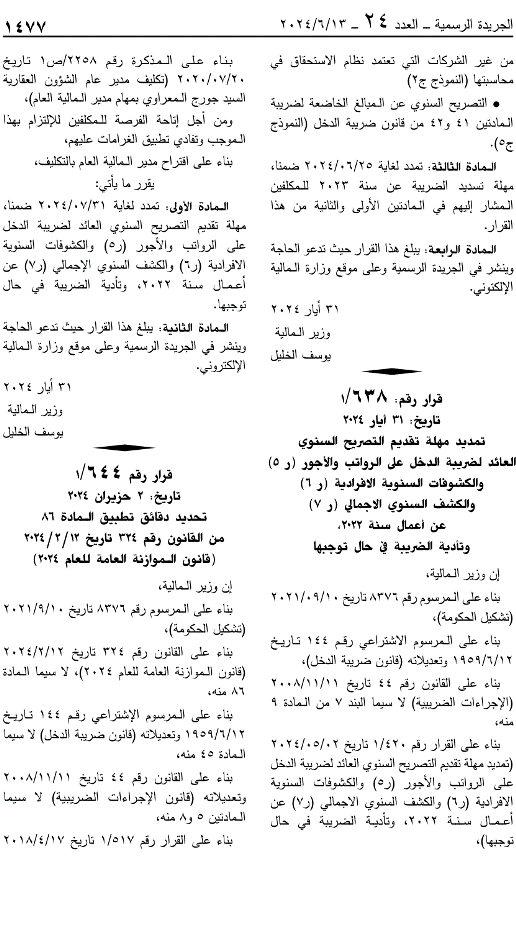 الجريدة الرسمية ـ العدد ٢٤ ـ ٢٠٢٤/٦/١٣
١٤٧٧
من غير الشركات التي تعتمد نظام الاستحقاق في
محاسبتها (النموذج ج٢)
• التصريح السنوي عن المبالغ الخاضعة لضريبة
المادتين ٤١ و٤٢ من قانون ضريبة الدخل (النموذج
ج٥).
المادة الثالثة: تمدد لغاية ٢٠٢٤/٠٦/٢٥ ضمنا،
مهلة تسديد الضريبة عن سنة ٢٠٢٣ للمكلفين
المشار إليهم في المادتين الأولى والثانية من هذا
القرار.
المادة الرابعة: يبلغ هذا القرار حيث تدعو الحاجة
وينشر في الجريدة الرسمية وعلى موقع وزارة المالية
الإلكتوني.
٣١ أيار ٢٠٢٤
وزير المالية
يوسف الخليل
قرار رقم: ١/٦٣٨
تاريخ: ٣١ ايار ٢٠٢٤
تمديد مهلة تقديم التصريح السنوي
العائد لضريبة الدخل على الرواتب والأجور (ر ٥)
والكشوفات السنوية الافرادية (ر ٦)
والكشف السنوي الاجمالي (ر ٧)
عن أعمال سنة ٢٠٢٢،
وتأدية الضريبة في حال توجبها
إن وزير المالية،
بناء على المرسوم رقم ٨٣٧٦ تاريخ ٢٠٢١/٠٩/١٠
(تشكيل الحكومة)،
بناء على المرسوم الاشتراعي رقم ١٤٤ تاريخ
١٩٥٩/٦/١٢ وتعديلاته (قانون ضريبة الدخل)،
بناء على القانون رقم ٤٤ تاريخ ٢٠٠٨/١١/١١
(الإجراءات الضريبية) لا سيما البند ٧ من المادة ٩
منه،
بناء على القرار رقم ١/٤٢٠ تاريخ ٢٠٢٤/٠٥/٠٢
(تمديد مهلة تقديم التصريح السنوي العائد لضريبة الدخل
على الرواتب والأجور (ر٥) والكشوفات السنوية
الافرادية (ر٦) والكشف السنوي الاجمالي (ر٧) عن
أعمال سنة ٢٠٢٢، وتأدية الضريبة في حال
توجبها)،
بناء على المذكرة رقم ٢٢٥٨/ص١ تاريخ
٢٠٢٠/٠٧/٢٠ (تكليف مدير عام الشؤون العقارية
السيد جورج المعراوي بمهام مدير المالية العام)،
ومن أجل إتاحة الفرصة للمكلفين للإلتزام بهذا
الموجب وتفادي تطبيق الغرامات عليهم،
بناء على اقتراح مدير المالية العام بالتكليف،
يقرر ما يأتي:
المادة الأولى: تمدد لغاية ٢٠٢٤/٠٧/٣١ ضمنا،
مهلة تقديم التصريح السنوي العائد لضريبة الدخل
على الرواتب والأجور (ر٥) والكشوفات السنوية
الافرادية (ر٦) والكشف السنوي الإجمالي (ر٧) عن
أعمال سنة ٢٠٢٢، وتأدية الضريبة في حال
توجبها.
المادة الثانية: يبلغ هذا القرار حيث تدعو الحاجة
وينشر في الجريدة الرسمية وعلى موقع وزارة المالية
الإلكتروني.
٣١ أيار ٢٠٢٤
وزير المالية
يوسف الخليل
قرار رقم ١/٦٤٤
تاريخ: ٢ حزيران ٢٠٢٤
تحديد دقائق تطبيق المادة ٨٦
من القانون رقم ٣٢٤ تاريخ ٢٠٢٤/٢/١٢
(قانون الموازنة العامة للعام ٢٠٢٤)
إن وزير المالية،
بناء على المرسوم رقم ٨٣٧٦ تاريخ ٢٠٢١/٩/١٠
(تشكيل الحكومة)،
بناء على القانون رقم ٣٢٤ تاريخ ٢٠٢٤/٢/١٢
(قانون الموازنة العامة للعام ٢٠٢٤)، لا سيما المادة
٨٦ منه،
بناء على المرسوم الإشتراعي رقم ١٤٤ تاريخ
١٩٥٩/٦/١٢ وتعديلاته (قانون ضريبة الدخل) لا سيما
المادة ٤٥ منه،
بناء على القانون رقم ٤٤ تاريخ ٢٠٠٨/١١/١١
وتعديلاته (قانون الإجراءات الضريبية) لا سيما
المادتين ٥ و٨ منه،
بناء على القرار رقم ١/٥١٧ تاريخ ٢٠١٨/٤/١٧